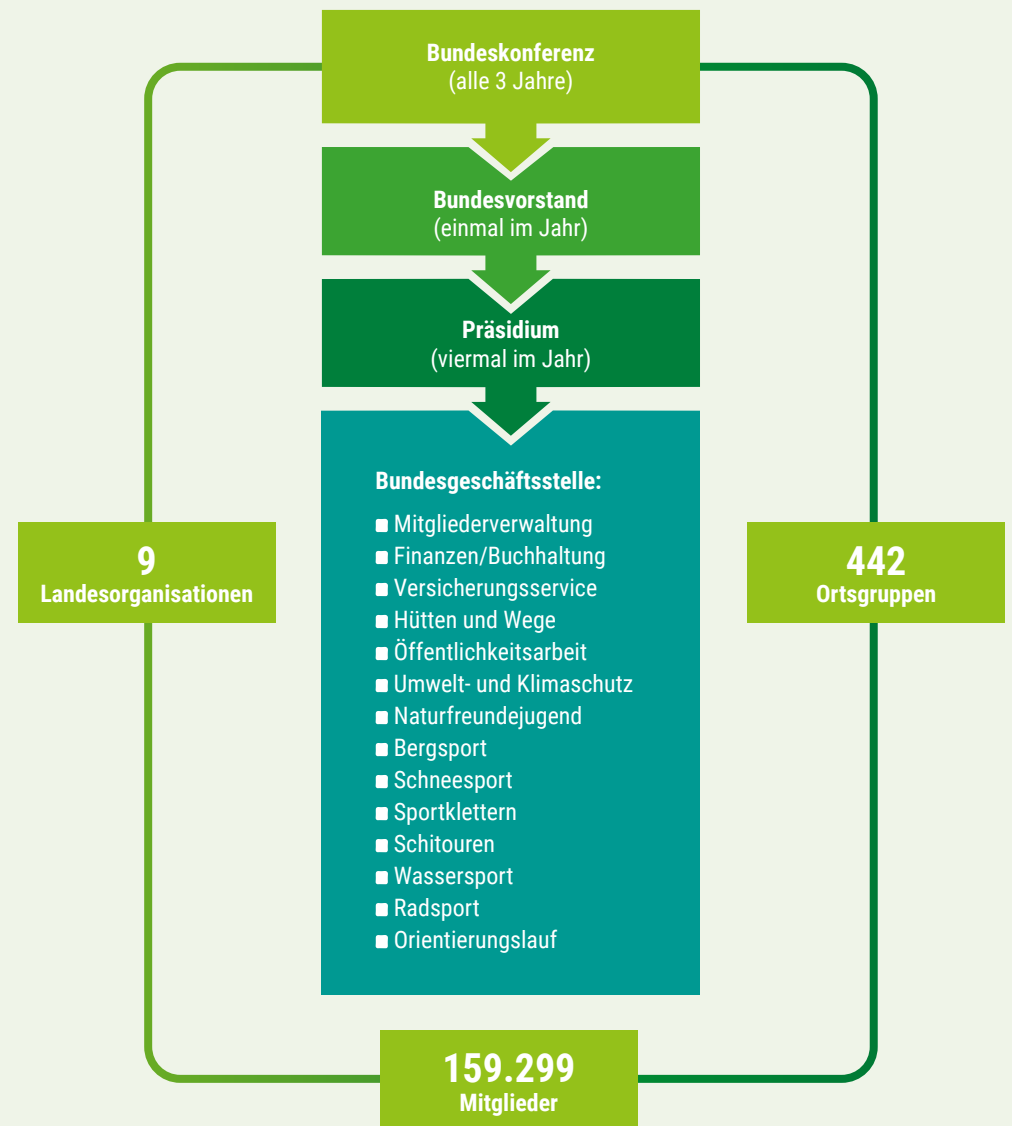 Bundeskonferenz
(alle 3 Jahre)
Bundesvorstand
(einmal im Jahr)
Präsidium
(viermal im Jahr)
Bundesgeschäftsstelle:
Mitgliederverwaltung
Finanzen/Buchhaltung
Versicherungsservice
Hütten und Wege
Öffentlichkeitsarbeit
Umwelt- und Klimaschutz
Naturfreundejugend
Bergsport
Schneesport
Sportklettern
Schitouren
Wassersport
Radsport
Orientierungslauf
9
Landesorganisationen
442
Ortsgruppen
159.299
Mitglieder